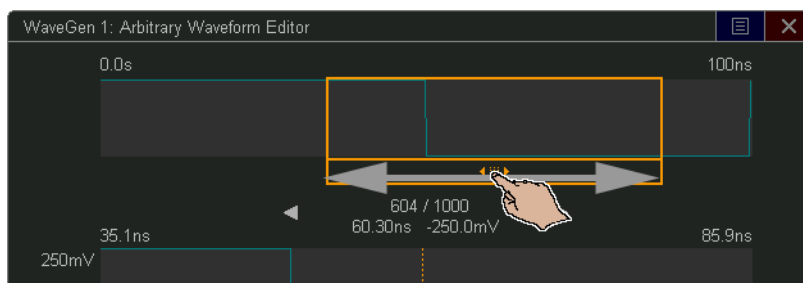 WaveGen 1: Arbitrary Waveform Editor
0.0s 100ns
604 / 1000
60.30ns -250.0mV
35.1ns 85.9ns
250mV